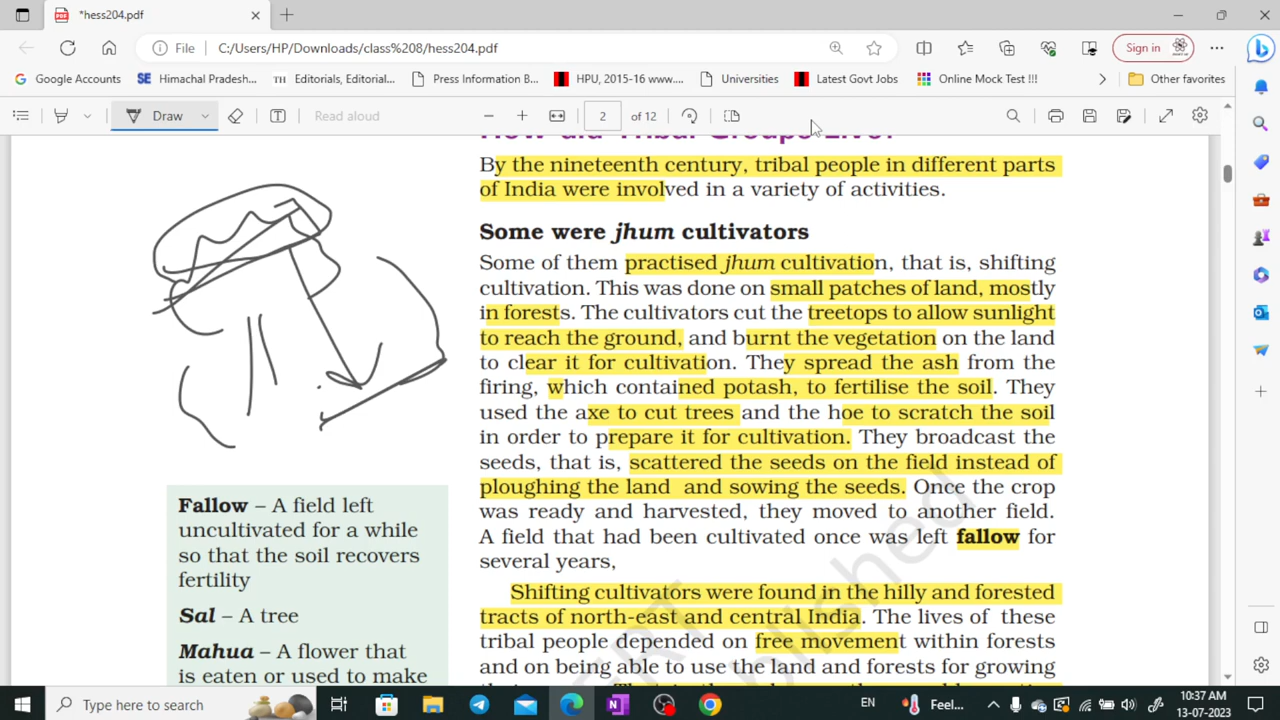 *hess204.pdf
File C:/Users/HP/Downloads/class%208/hess204.pdf
Sign in
Google Accounts SE Himachal Pradesh... TH Editorials, Editorial... Press Information B... HPU, 2015-16 www.... Universities Latest Govt Jobs Online Mock Test !!! Other favorites
Draw Read aloud 2 of 12
By the nineteenth century, tribal people in different parts
of India were involved in a variety of activities.
Some were jhum cultivators
Some of them practised jhum cultivation, that is, shifting
cultivation. This was done on small patches of land, mostly
in forests. The cultivators cut the treetops to allow sunlight
to reach the ground, and burnt the vegetation on the land
to clear it for cultivation. They spread the ash from the
firing, which contained potash, to fertilise the soil. They
used the axe to cut trees and the hoe to scratch the soil
in order to prepare it for cultivation. They broadcast the
seeds, that is, scattered the seeds on the field instead of
ploughing the land and sowing the seeds. Once the crop
was ready and harvested, they moved to another field.
A field that had been cultivated once was left fallow for
several years,
Shifting cultivators were found in the hilly and forested
tracts of north-east and central India. The lives of these
tribal people depended on free movement within forests
and on being able to use the land and forests for growing
Fallow – A field left
uncultivated for a while
so that the soil recovers
fertility
Sal – A tree
Mahua – A flower that
is eaten or used to make
Type here to search
EN
Feel...
10:37 AM
13-07-2023